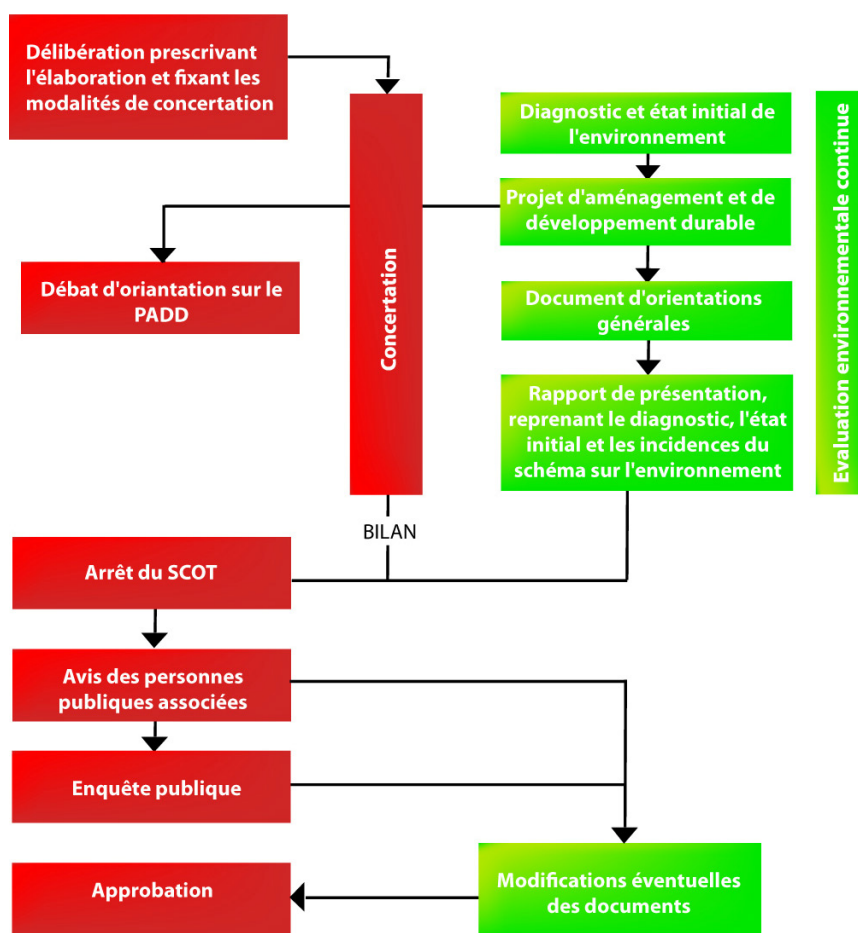 Délibération prescrivant
l'élaboration et fixant les
modalités de concertation
Concertation
Diagnostic et état initial de
l'environnement
Projet d'aménagement et de
développement durable
Débat d'oriantation sur le
PADD
Document d'orientations
générales
Rapport de présentation,
reprenant le diagnostic, l'état
initial et les incidences du
schéma sur l'environnement
Evaluation environnementale continue
BILAN
Arrêt du SCOT
Avis des personnes
publiques associées
Enquête publique
Modifications éventuelles
des documents
Approbation